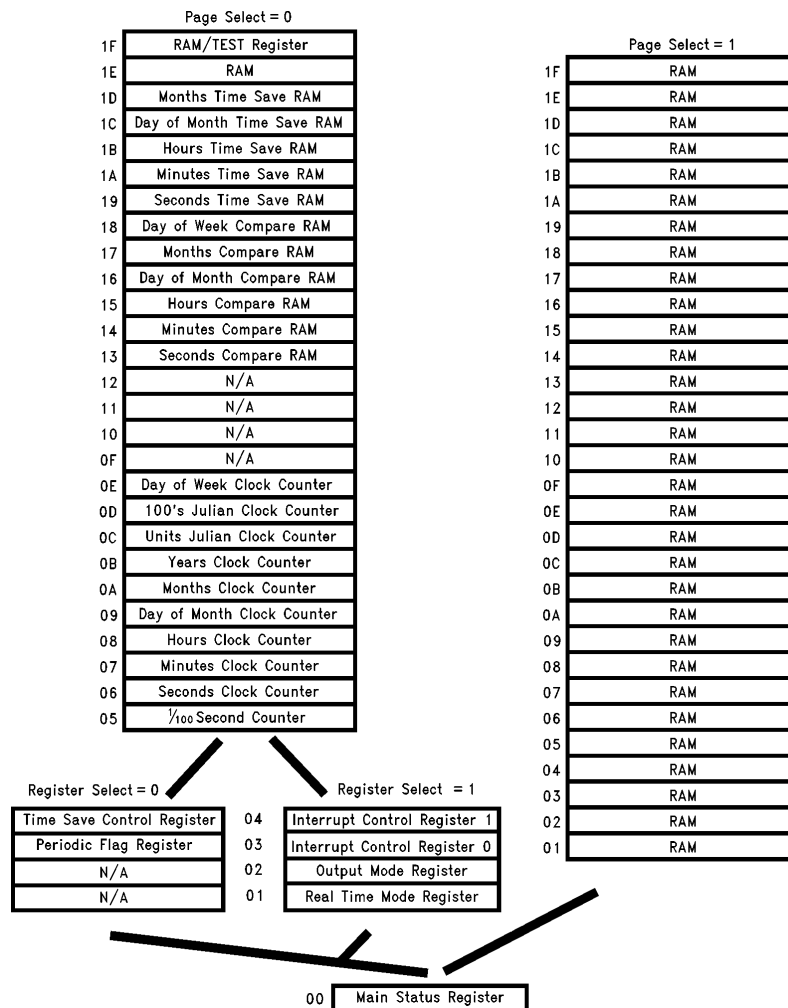 Page Select = 0
1F RAM/TEST Register
1E RAM
1D Months Time Save RAM
1C Day of Month Time Save RAM
1B Hours Time Save RAM
1A Minutes Time Save RAM
19 Seconds Time Save RAM
18 Day of Week Compare RAM
17 Months Compare RAM
16 Day of Month Compare RAM
15 Hours Compare RAM
14 Minutes Compare RAM
13 Seconds Compare RAM
12 N/A
11 N/A
10 N/A
0F N/A
0E Day of Week Clock Counter
0D 100's Julian Clock Counter
0C Units Julian Clock Counter
0B Years Clock Counter
0A Months Clock Counter
09 Day of Month Clock Counter
08 Hours Clock Counter
07 Minutes Clock Counter
06 Seconds Clock Counter
05 1/100 Second Counter
Page Select = 1
1F RAM
1E RAM
1D RAM
1C RAM
1B RAM
1A RAM
19 RAM
18 RAM
17 RAM
16 RAM
15 RAM
14 RAM
13 RAM
12 RAM
11 RAM
10 RAM
0F RAM
0E RAM
0D RAM
0C RAM
0B RAM
0A RAM
09 RAM
08 RAM
07 RAM
06 RAM
05 RAM
04 RAM
03 RAM
02 RAM
01 RAM
Register Select = 0 Register Select = 1
Time Save Control Register 04 Interrupt Control Register 1
Periodic Flag Register 03 Interrupt Control Register 0
N/A 02 Output Mode Register
N/A 01 Real Time Mode Register
00 Main Status Register